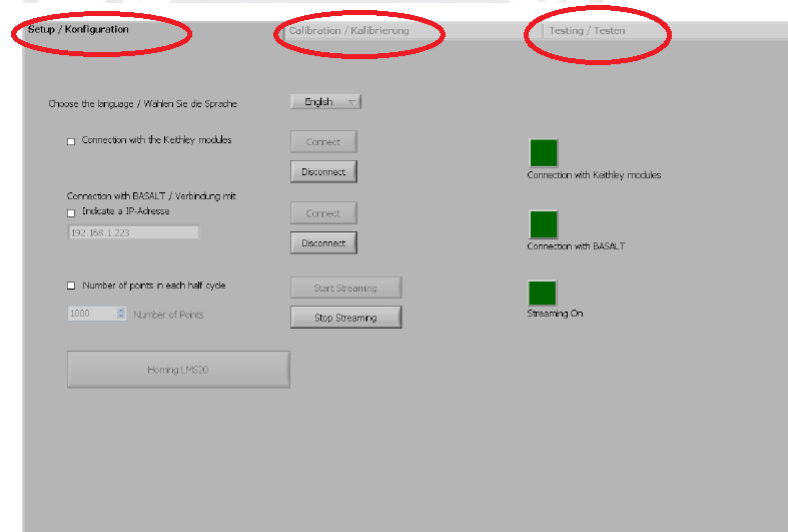 Setup / Konfiguration
Calibration / Kalibrierung
Testing / Testen
Choose the language / Wählen Sie die Sprache
English
Connection with the Keithley modules
Connect
Disconnect
Connection with Keithley modules
Connection with BASALT / Verbindung mit
Indicate a IP-Adresse
192.168.1.223
Connect
Disconnect
Connection with BASALT
Number of points in each half cycle
Start Streaming
1000
Number of Points
Stop Streaming
Streaming On
Homing LMS20